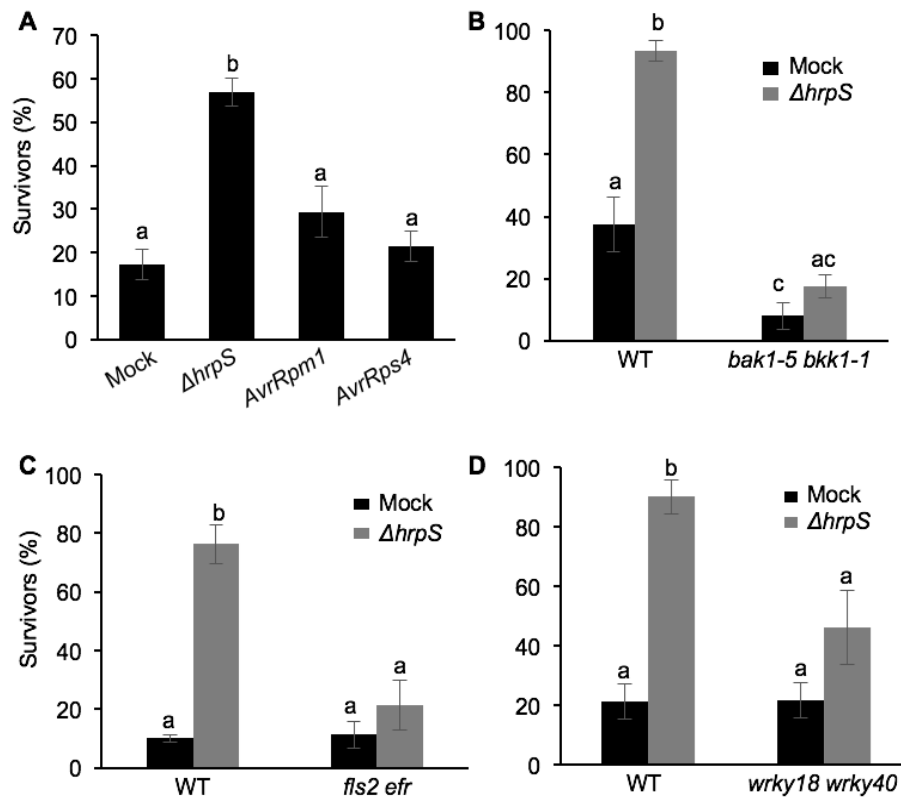 A
Survivors (%)
70
60
50
40
30
20
10
0
b
a
a
a
Mock
ΔhrpS
AvrRpm1
AvrRps4
B
100
80
60
40
20
0
Mock
ΔhrpS
a
b
c
ac
WT
bak1-5 bkk1-1
C
Survivors (%)
100
80
60
40
20
0
Mock
ΔhrpS
a
b
a
a
WT
fls2 efr
D
100
80
60
40
20
0
Mock
ΔhrpS
a
b
a
a
WT
wrky18 wrky40